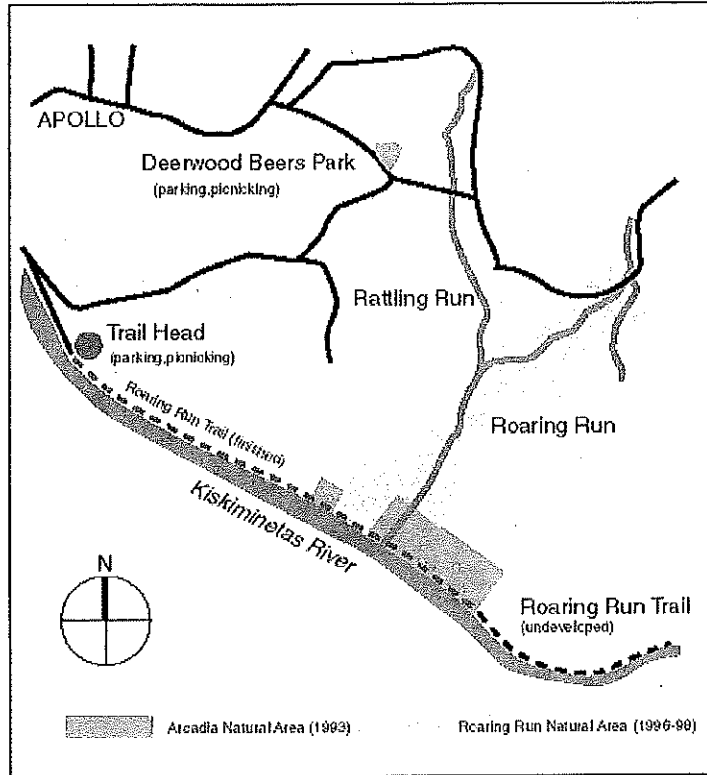 APOLLO
Deerwood Beers Park
(parking,picnicking)
Rattling Run
Trail Head
(parking,picnicking)
Roaring Run Trail (finished)
Roaring Run
Kiskiminetas River
N
Roaring Run Trail
(undeveloped)
Arcadia Natural Area (1993)
Roaring Run Natural Area (1996-99)